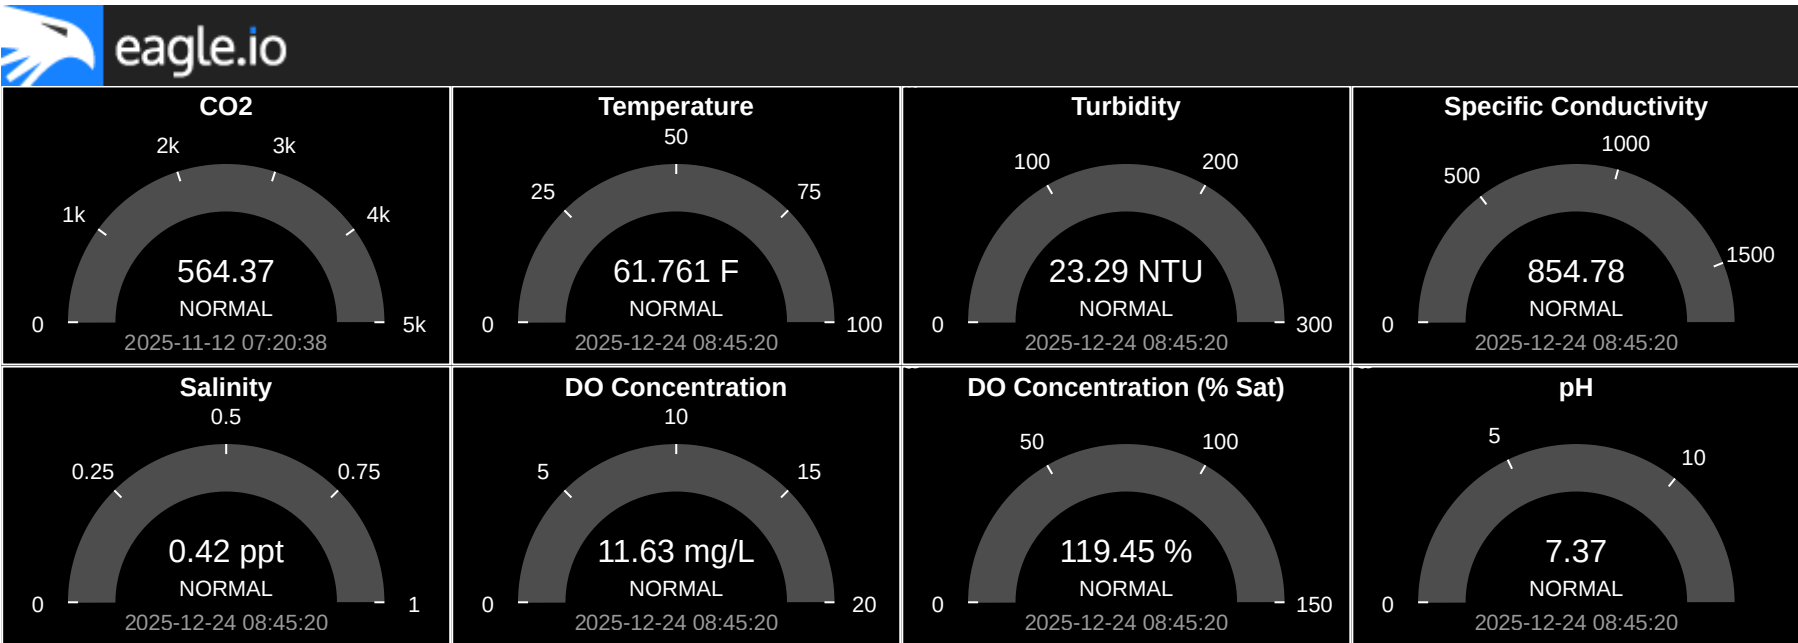 eagle.io
CO2
0
1k
2k
3k
4k
5k
564.37
NORMAL
2025-11-12 07:20:38
Temperature
0
25
50
75
100
61.761 F
NORMAL
2025-12-24 08:45:20
Turbidity
0
100
200
300
23.29 NTU
NORMAL
2025-12-24 08:45:20
Specific Conductivity
0
500
1000
1500
854.78
NORMAL
2025-12-24 08:45:20
Salinity
0
0.25
0.5
0.75
1
0.42 ppt
NORMAL
2025-12-24 08:45:20
DO Concentration
0
5
10
15
20
11.63 mg/L
NORMAL
2025-12-24 08:45:20
DO Concentration (% Sat)
0
50
100
150
119.45 %
NORMAL
2025-12-24 08:45:20
pH
0
5
10
7.37
NORMAL
2025-12-24 08:45:20